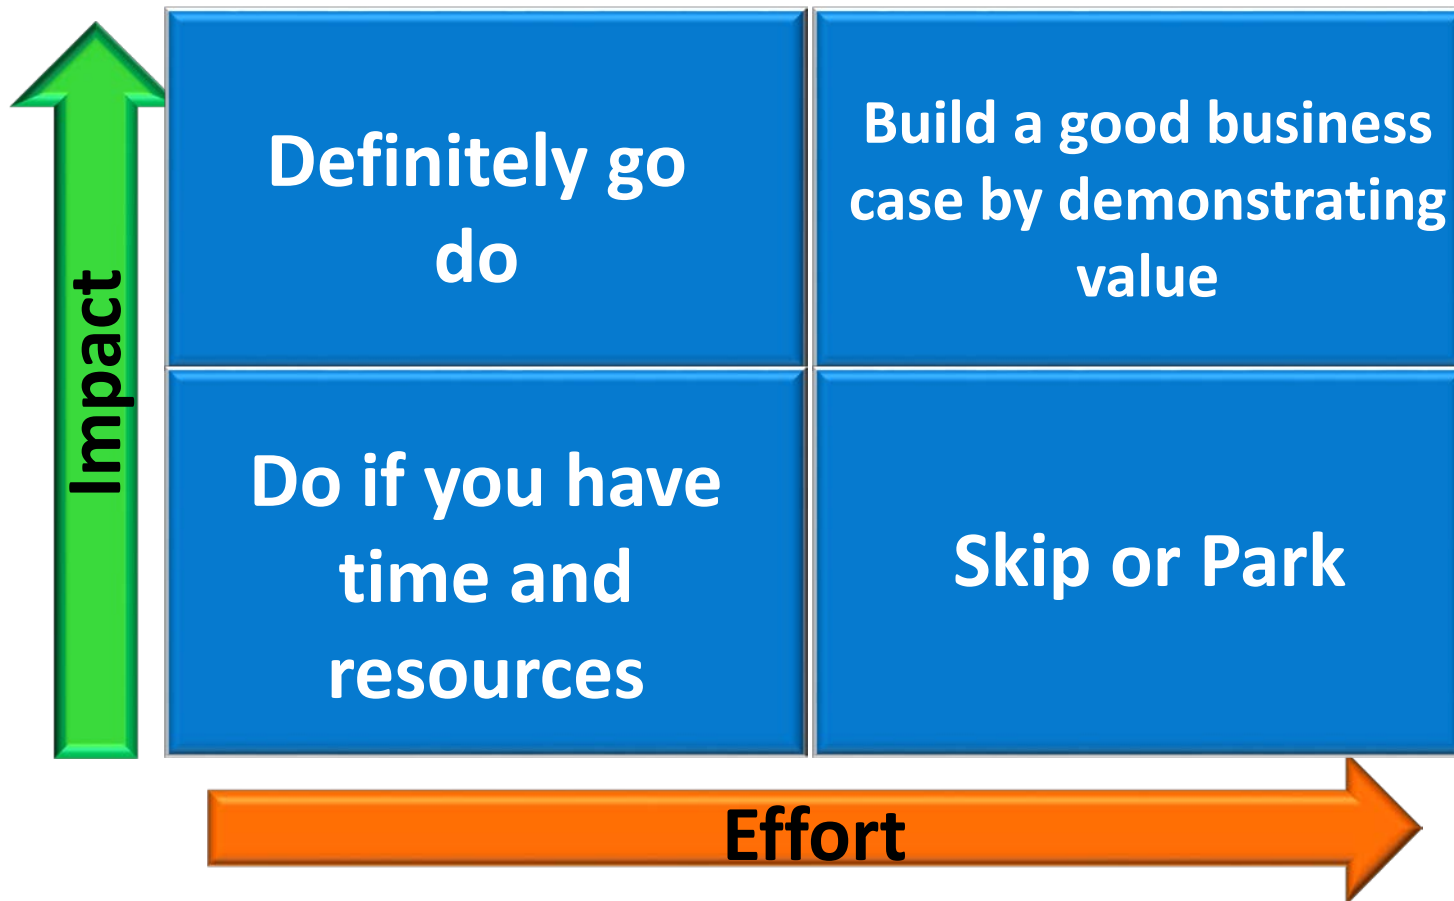 Definitely go
do
Build a good business
case by demonstrating
value
Impact
Do if you have
time and
resources
Skip or Park
Effort